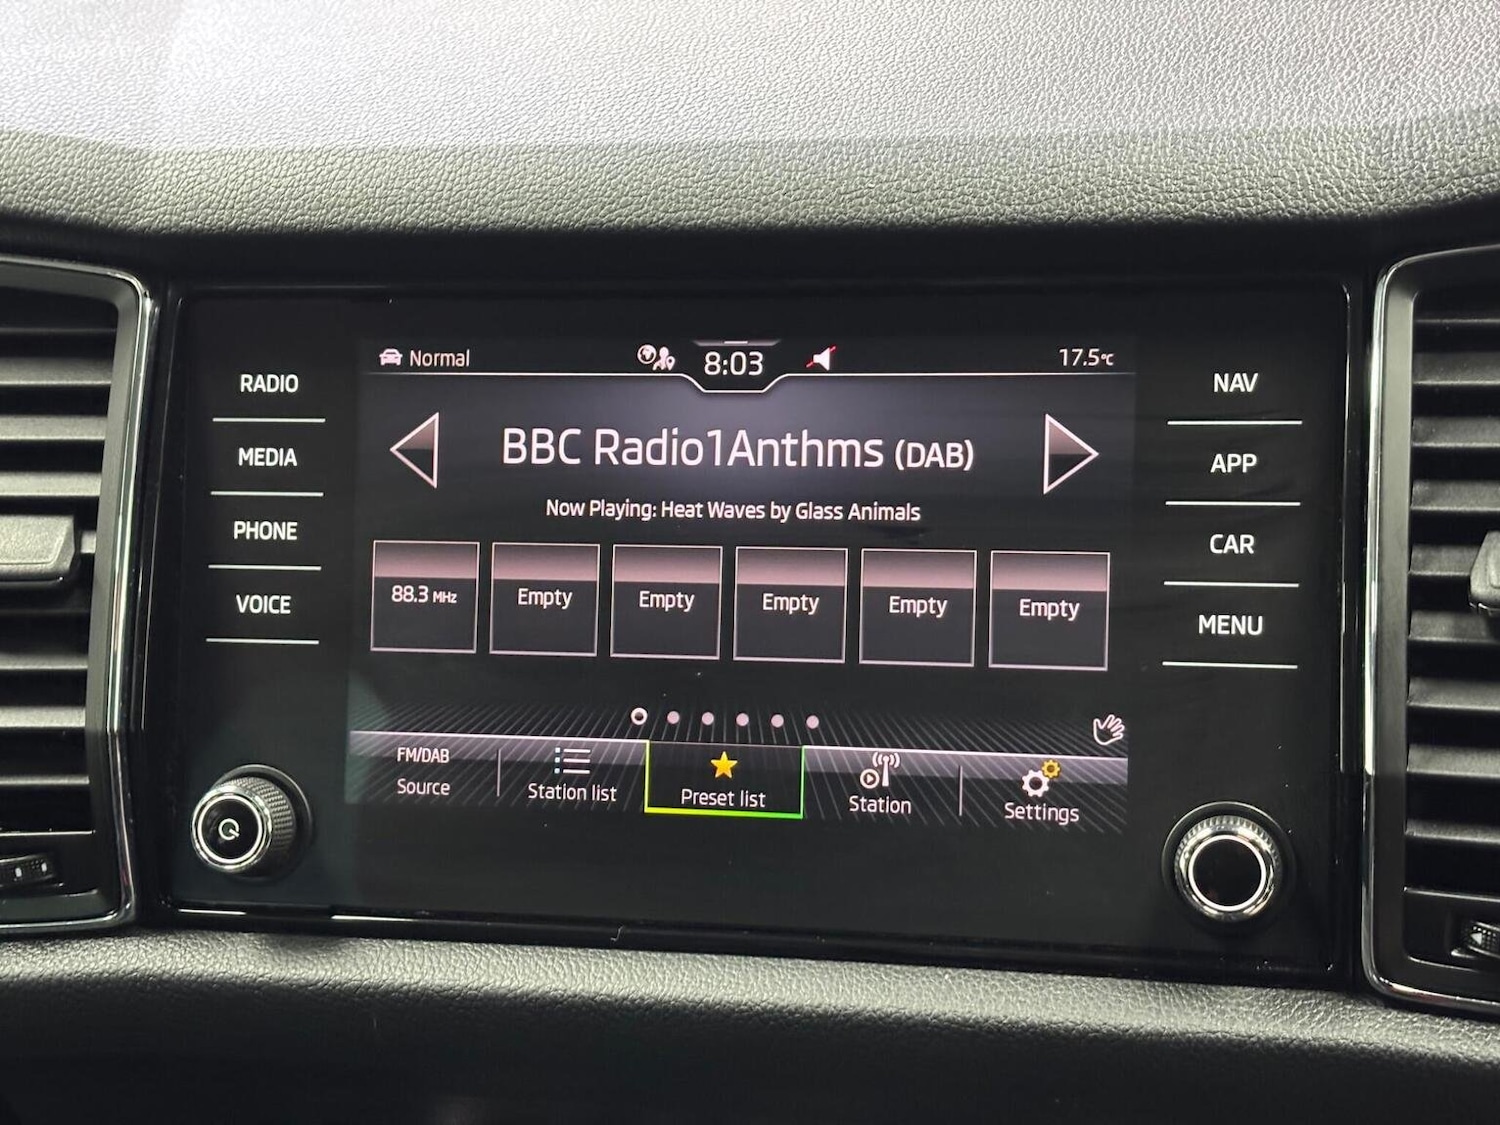 Normal
8:03
17.5°C
RADIO
MEDIA
PHONE
VOICE
BBC Radio1Anthms (DAB)
Now Playing: Heat Waves by Glass Animals
88.3 MHz
Empty
Empty
Empty
Empty
Empty
FM/DAB
Source
Station list
Preset list
Station
Settings
NAV
APP
CAR
MENU